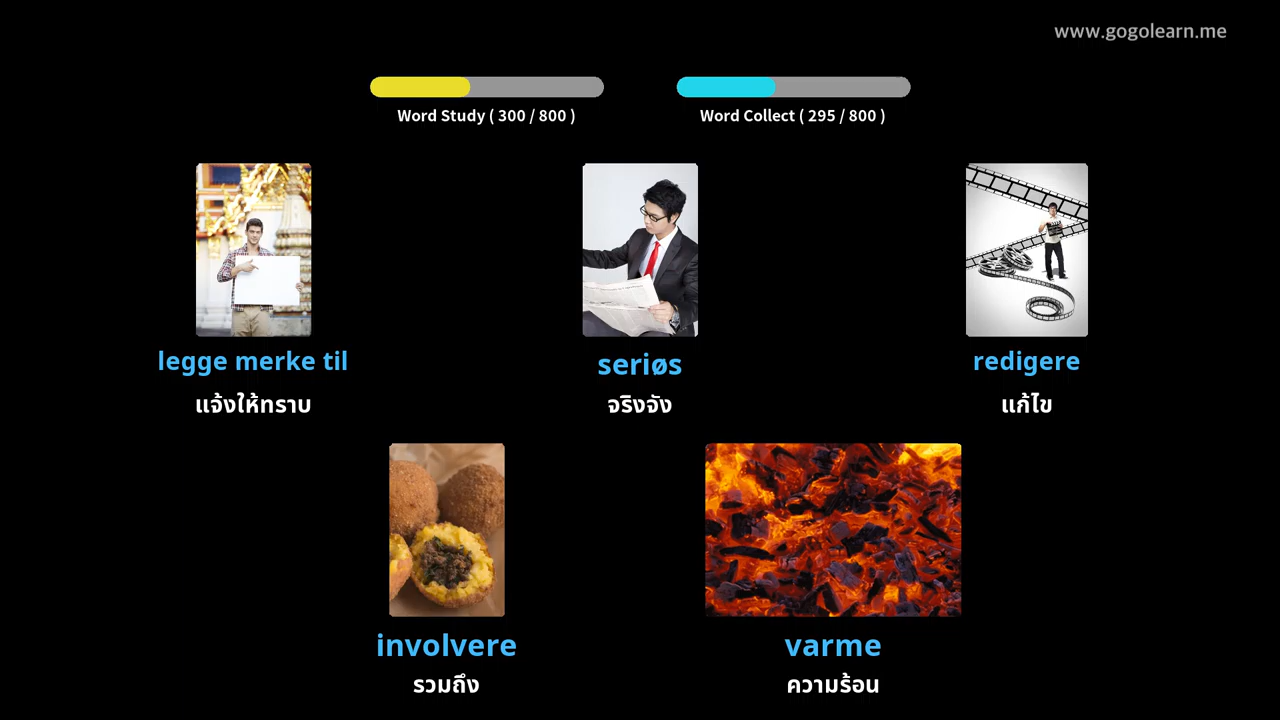 www.gogolearn.me
Word Study ( 300 / 800 )
Word Collect ( 295 / 800 )
legge merke til
แจ้งให้ทราบ
seriøs
จริงจัง
redigere
แก้ไข
involvere
รวมถึง
varme
ความร้อน